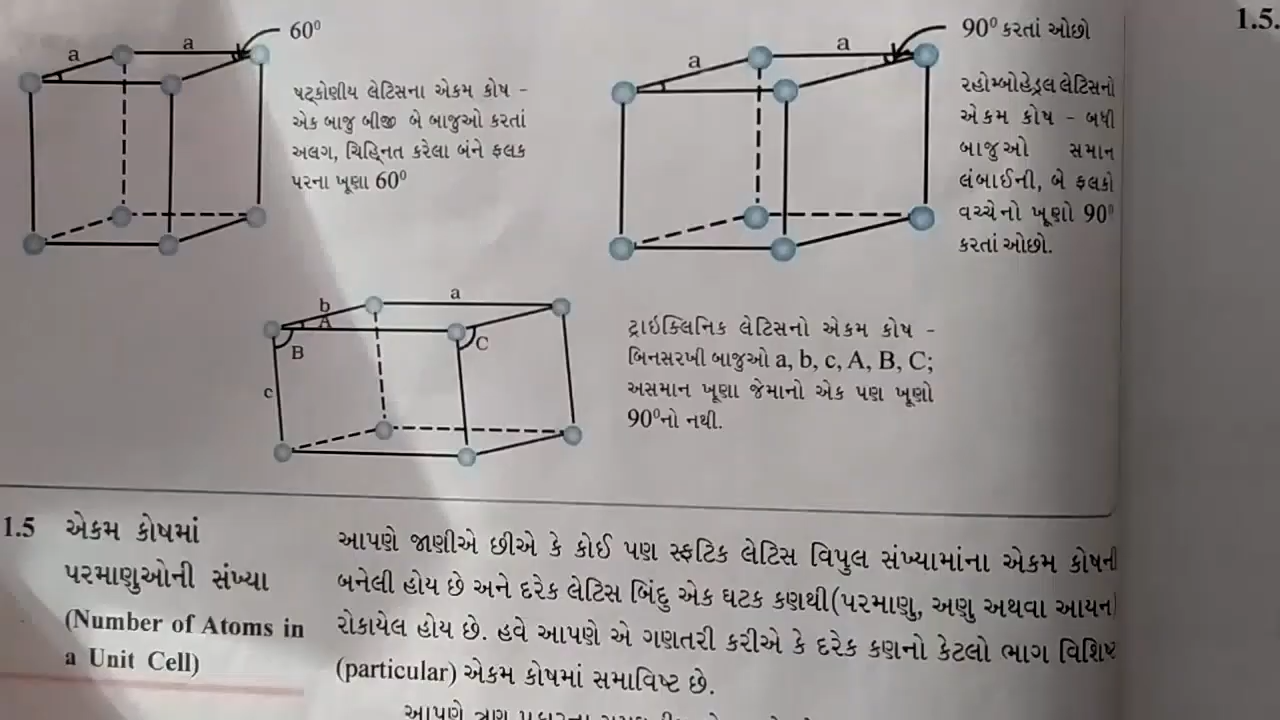 a
a
60⁰
ષટ્કોણીય લેટિસના એકમ કોષ -
એક બાજુ બીજી બે બાજુઓ કરતાં
અલગ, ચિહ્નિત કરેલા બંને ફલક
પરના ખૂણા 60⁰
a
a
90⁰ કરતાં ઓછો
રહોમ્બોહેડ્રલ લેટિસનો
એકમ કોષ - બધી
બાજુઓ સમાન
લંબાઈની, બે ફલકો
વચ્ચેનો ખૂણો 90⁰
કરતાં ઓછો.
1.5.
b
a
A
B
C
c
ટ્રાઇક્લિનિક લેટિસનો એકમ કોષ -
બિનસરખી બાજુઓ a, b, c, A, B, C;
અસમાન ખૂણા જેમાનો એક પણ ખૂણો
90⁰નો નથી.
1.5 એકમ કોષમાં
પરમાણુઓની સંખ્યા
(Number of Atoms in
a Unit Cell)
આપણે જાણીએ છીએ કે કોઈ પણ સ્ફટિક લેટિસ વિપુલ સંખ્યામાંના એકમ કોષની
બનેલી હોય છે અને દરેક લેટિસ બિંદુ એક ઘટક કણથી(પરમાણુ, અણુ અથવા આયન)
રોકાયેલ હોય છે. હવે આપણે એ ગણતરી કરીએ કે દરેક કણનો કેટલો ભાગ વિશિષ્ટ
(particular) એકમ કોષમાં સમાવિષ્ટ છે.
આપણે ત્રણ